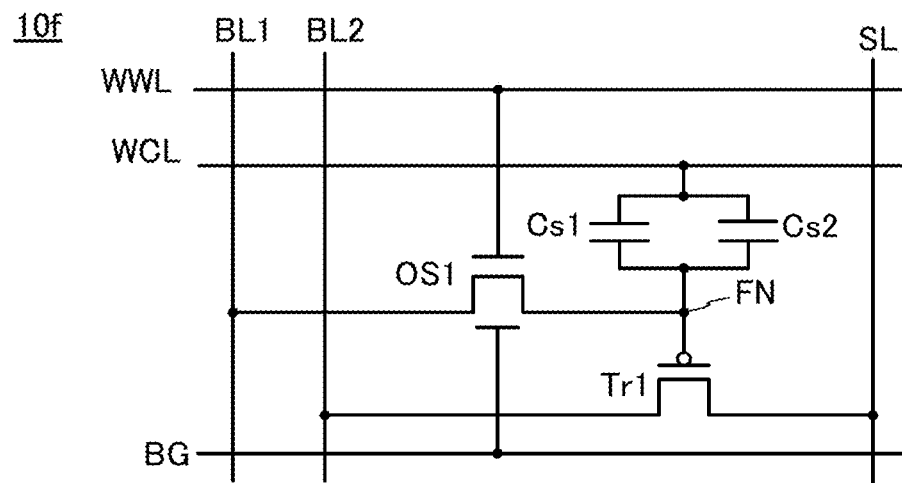 10f
BL1 BL2 SL
WWL
WCL
Cs1 Cs2
OS1
FN
Tr1
BG